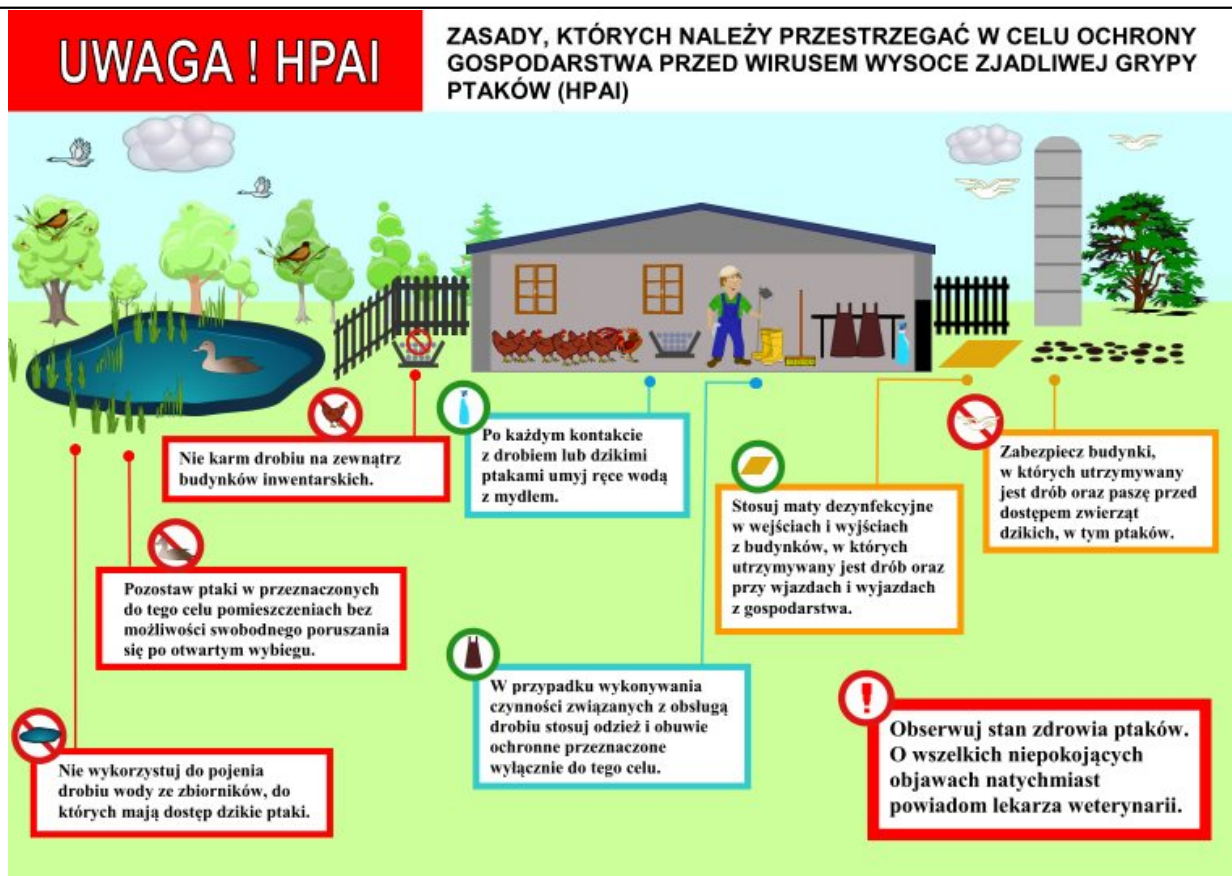 UWAGA ! HPAI
ZASADY, KTÓRYCH NALEŻY PRZESTRZEGAĆ W CELU OCHRONY
GOSPODARSTWA PRZED WIRUSEM WYSOCE ZJADLIWEJ GRYPY
PTAKÓW (HPAI)
Nie karm drobiu na zewnątrz
budynków inwentarskich.
Po każdym kontakcie
z drobiem lub dzikimi
ptakami umyj ręce wodą
z mydłem.
Stosuj maty dezynfekcyjne
w wejściach i wyjściach
z budynków, w których
utrzymywany jest drób oraz
przy wjazdach i wyjazdach
z gospodarstwa.
Zabezpiecz budynki,
w których utrzymywany
jest drób oraz paszę przed
dostępem zwierząt
dzikich, w tym ptaków.
Pozostaw ptaki w przeznaczonych
do tego celu pomieszczeniach bez
możliwości swobodnego poruszania
się po otwartym wybiegu.
W przypadku wykonywania
czynności związanych z obsługą
drobiu stosuj odzież i obuwie
ochronne przeznaczone
wyłącznie do tego celu.
Nie wykorzystuj do pojenia
drobiu wody ze zbiorników, do
których mają dostęp dzikie ptaki.
Obserwuj stan zdrowia ptaków.
O wszelkich niepokojących
objawach natychmiast
powiadom lekarza weterynarii.